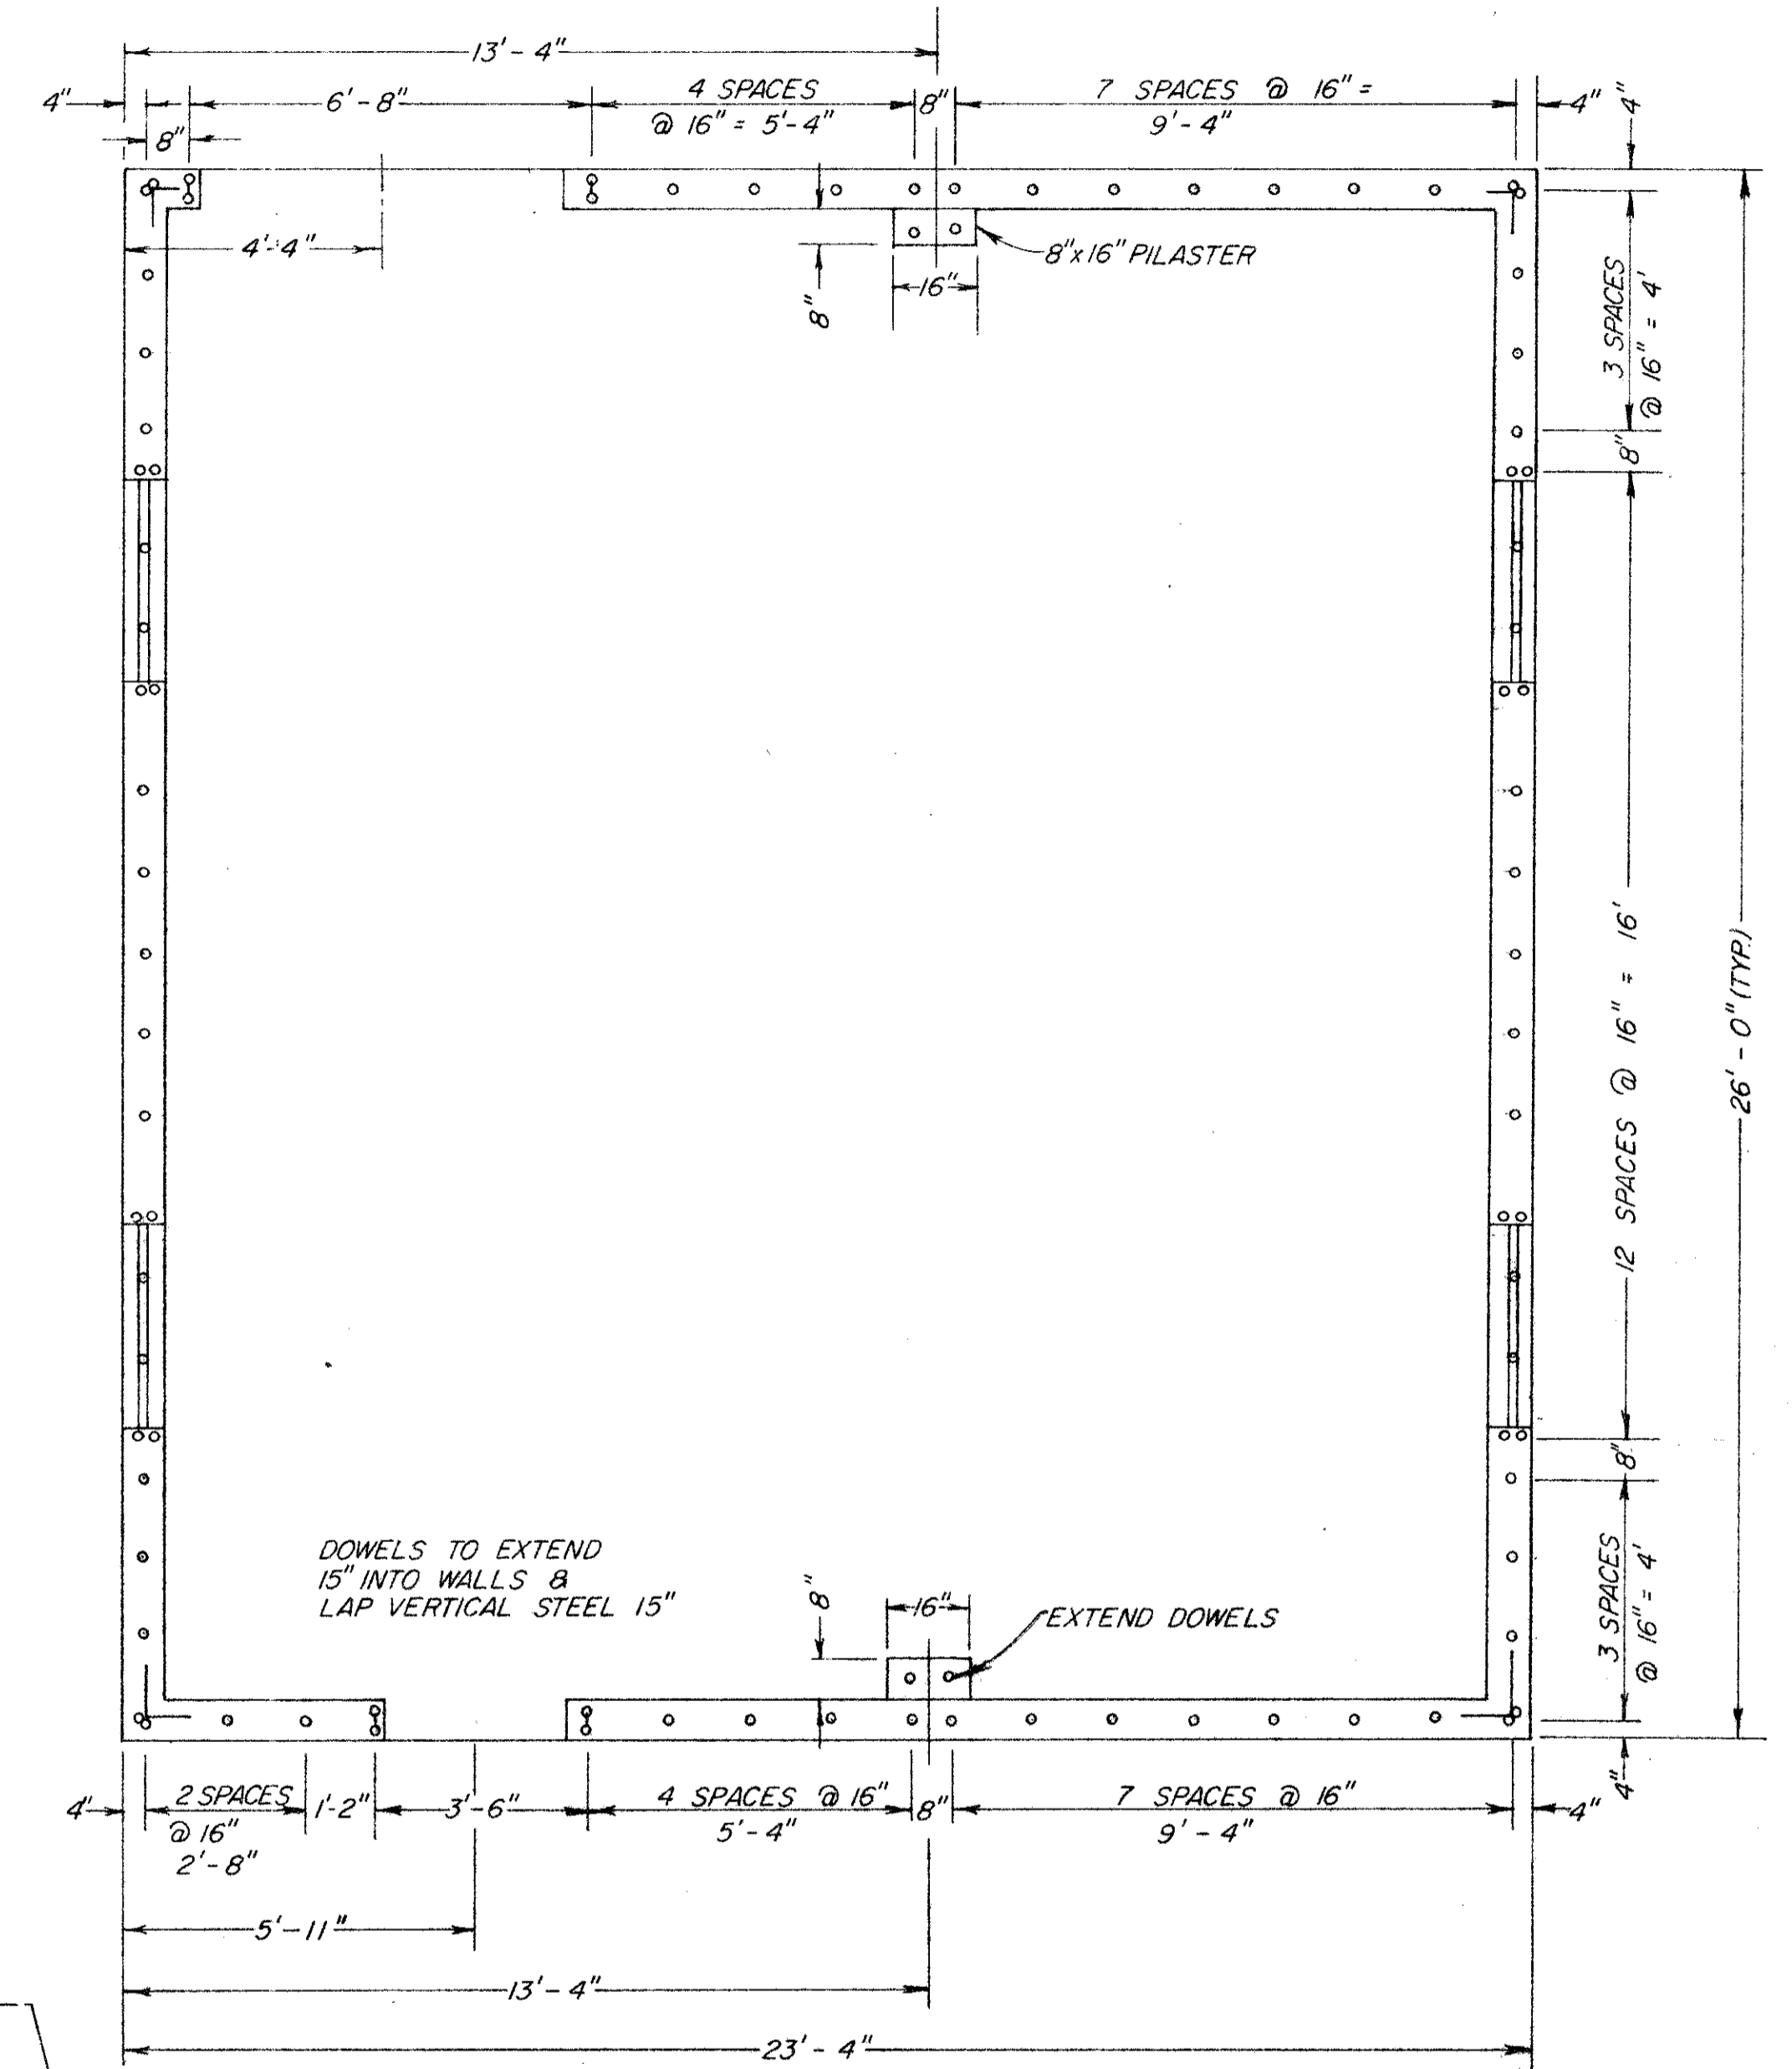 13'-4"
4"
6'-8"
4 SPACES
@ 16" = 5'-4"
8"
7 SPACES @ 16" =
9'-4"
4"
4"
8"
4'-4"
8"x16" PILASTER
16"
8"
3 SPACES
@ 16" = 4'
8"
12 SPACES @ 16" = 16'
26'-0" (TYP.)
8"
3 SPACES
@ 16" = 4'
4"
DOWELS TO EXTEND
15" INTO WALLS &
LAP VERTICAL STEEL 15"
8"
16"
EXTEND DOWELS
4"
2 SPACES
@ 16"
2'-8"
1'-2"
3'-6"
4 SPACES @ 16"
5'-4"
8"
7 SPACES @ 16"
9'-4"
4"
5'-11"
13'-4"
23'-4"